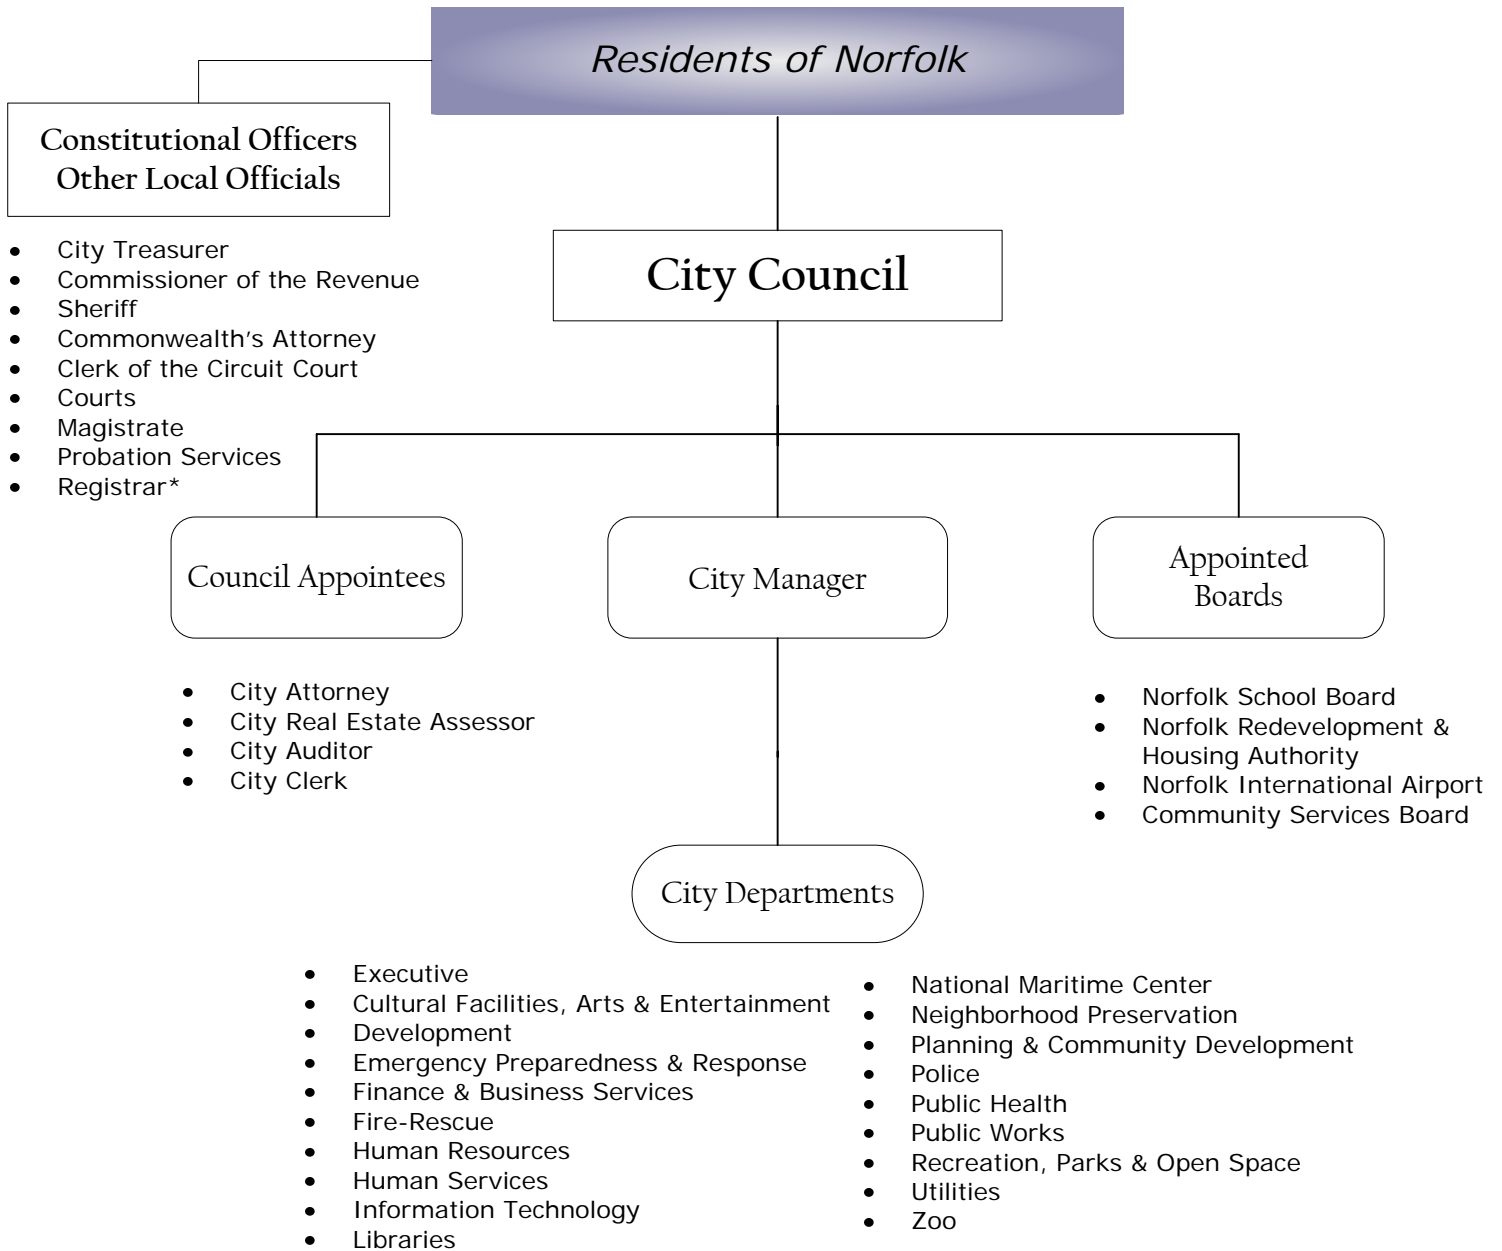 Residents of Norfolk
Constitutional Officers
Other Local Officials
• City Treasurer
• Commissioner of the Revenue
• Sheriff
• Commonwealth’s Attorney
• Clerk of the Circuit Court
• Courts
• Magistrate
• Probation Services
• Registrar*
City Council
Council Appointees
• City Attorney
• City Real Estate Assessor
• City Auditor
• City Clerk
City Manager
Appointed
Boards
• Norfolk School Board
• Norfolk Redevelopment &
Housing Authority
• Norfolk International Airport
• Community Services Board
City Departments
• Executive
• Cultural Facilities, Arts & Entertainment
• Development
• Emergency Preparedness & Response
• Finance & Business Services
• Fire-Rescue
• Human Resources
• Human Services
• Information Technology
• Libraries
• National Maritime Center
• Neighborhood Preservation
• Planning & Community Development
• Police
• Public Health
• Public Works
• Recreation, Parks & Open Space
• Utilities
• Zoo